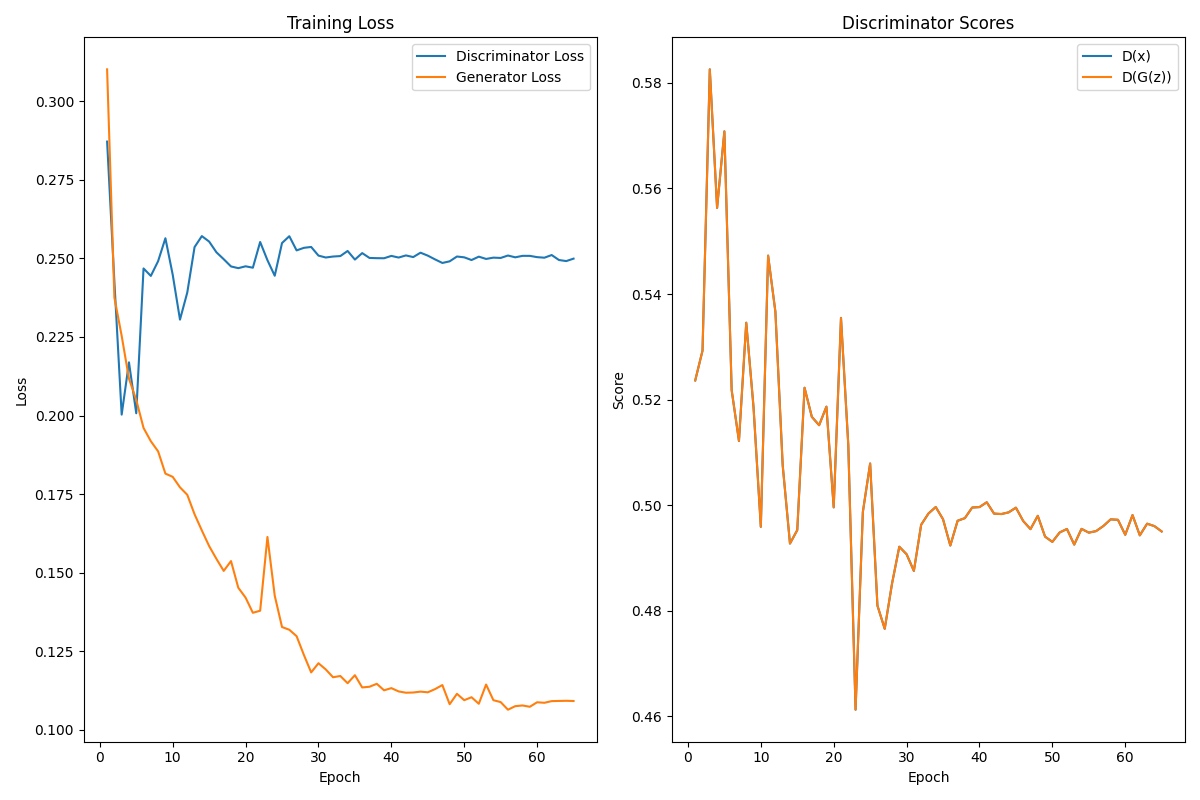 Training Loss
Discriminator Loss
Generator Loss
0.300
0.275
0.250
0.225
0.200
0.175
0.150
0.125
0.100
Loss
0 10 20 30 40 50 60
Epoch
Discriminator Scores
D(x)
D(G(z))
0.58
0.56
0.54
0.52
0.50
0.48
0.46
Score
0 10 20 30 40 50 60
Epoch